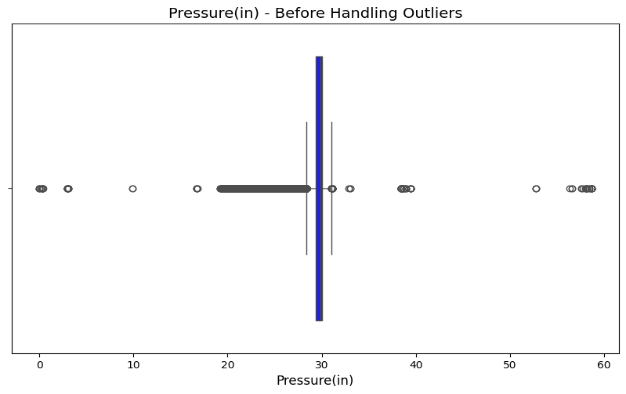 Pressure(in) - Before Handling Outliers
0 10 20 30 40 50 60
Pressure(in)